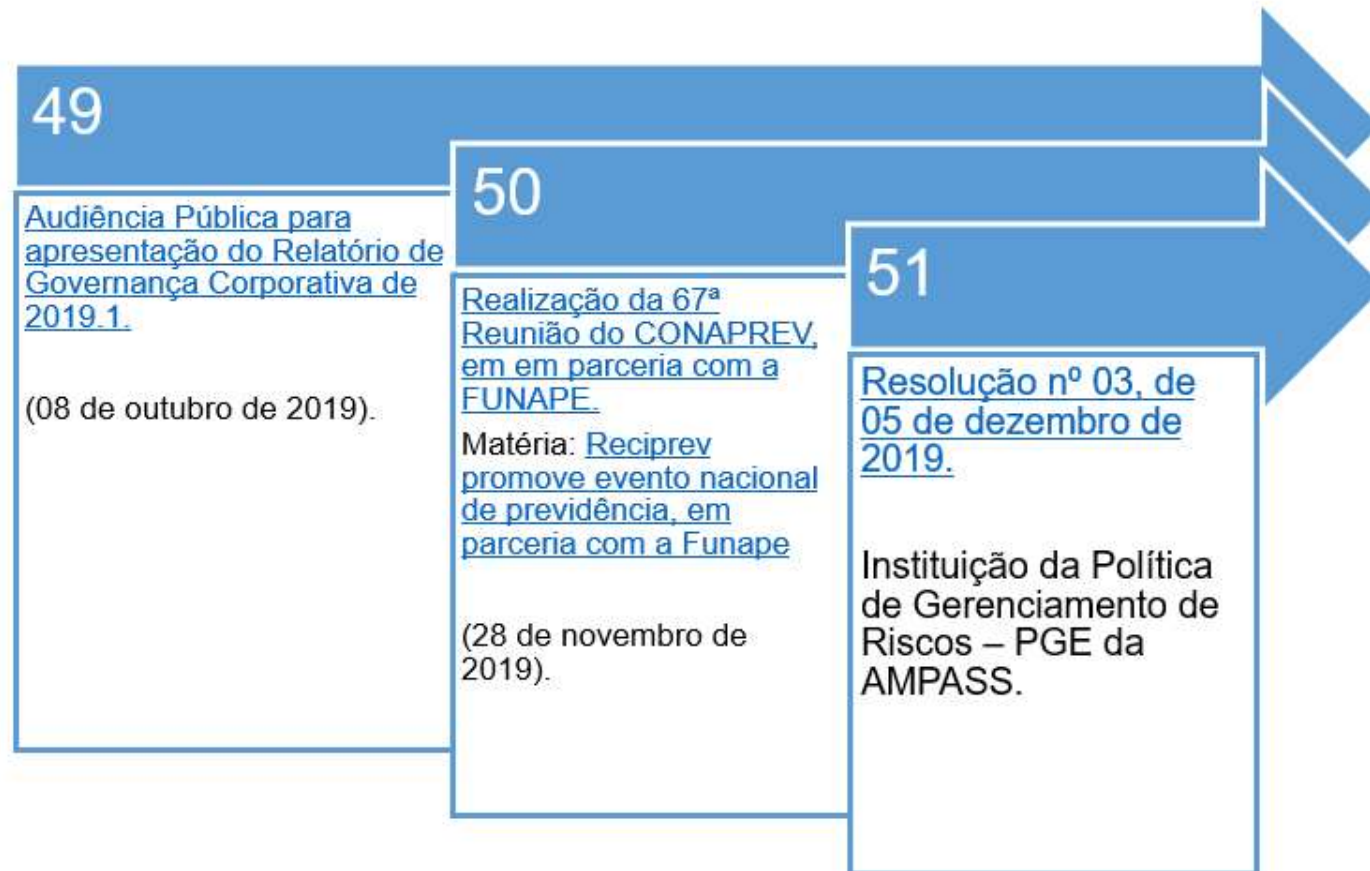 49
Audiência Pública para
apresentação do Relatório de
Governança Corporativa de
2019.1.
(08 de outubro de 2019).
50
Realização da 67ª
Reunião do CONAPREV,
em em parceria com a
FUNAPE.
Matéria: Reciprev
promove evento nacional
de previdência, em
parceria com a Funape
(28 de novembro de
2019).
51
Resolução nº 03, de
05 de dezembro de
2019.
Instituição da Política
de Gerenciamento de
Riscos – PGE da
AMPASS.